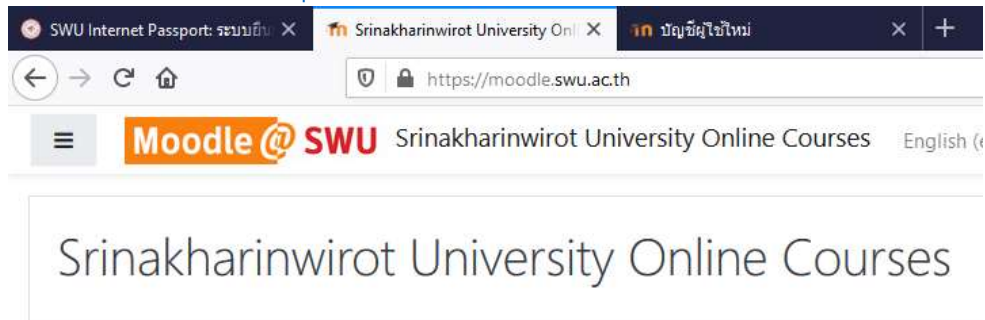 SWU Internet Passport: ระบบยืน
Srinakharinwirot University Onl
บัญชีผู้ใช้ใหม่
https://moodle.swu.ac.th
Moodle @ SWU Srinakharinwirot University Online Courses English (e
Srinakharinwirot University Online Courses